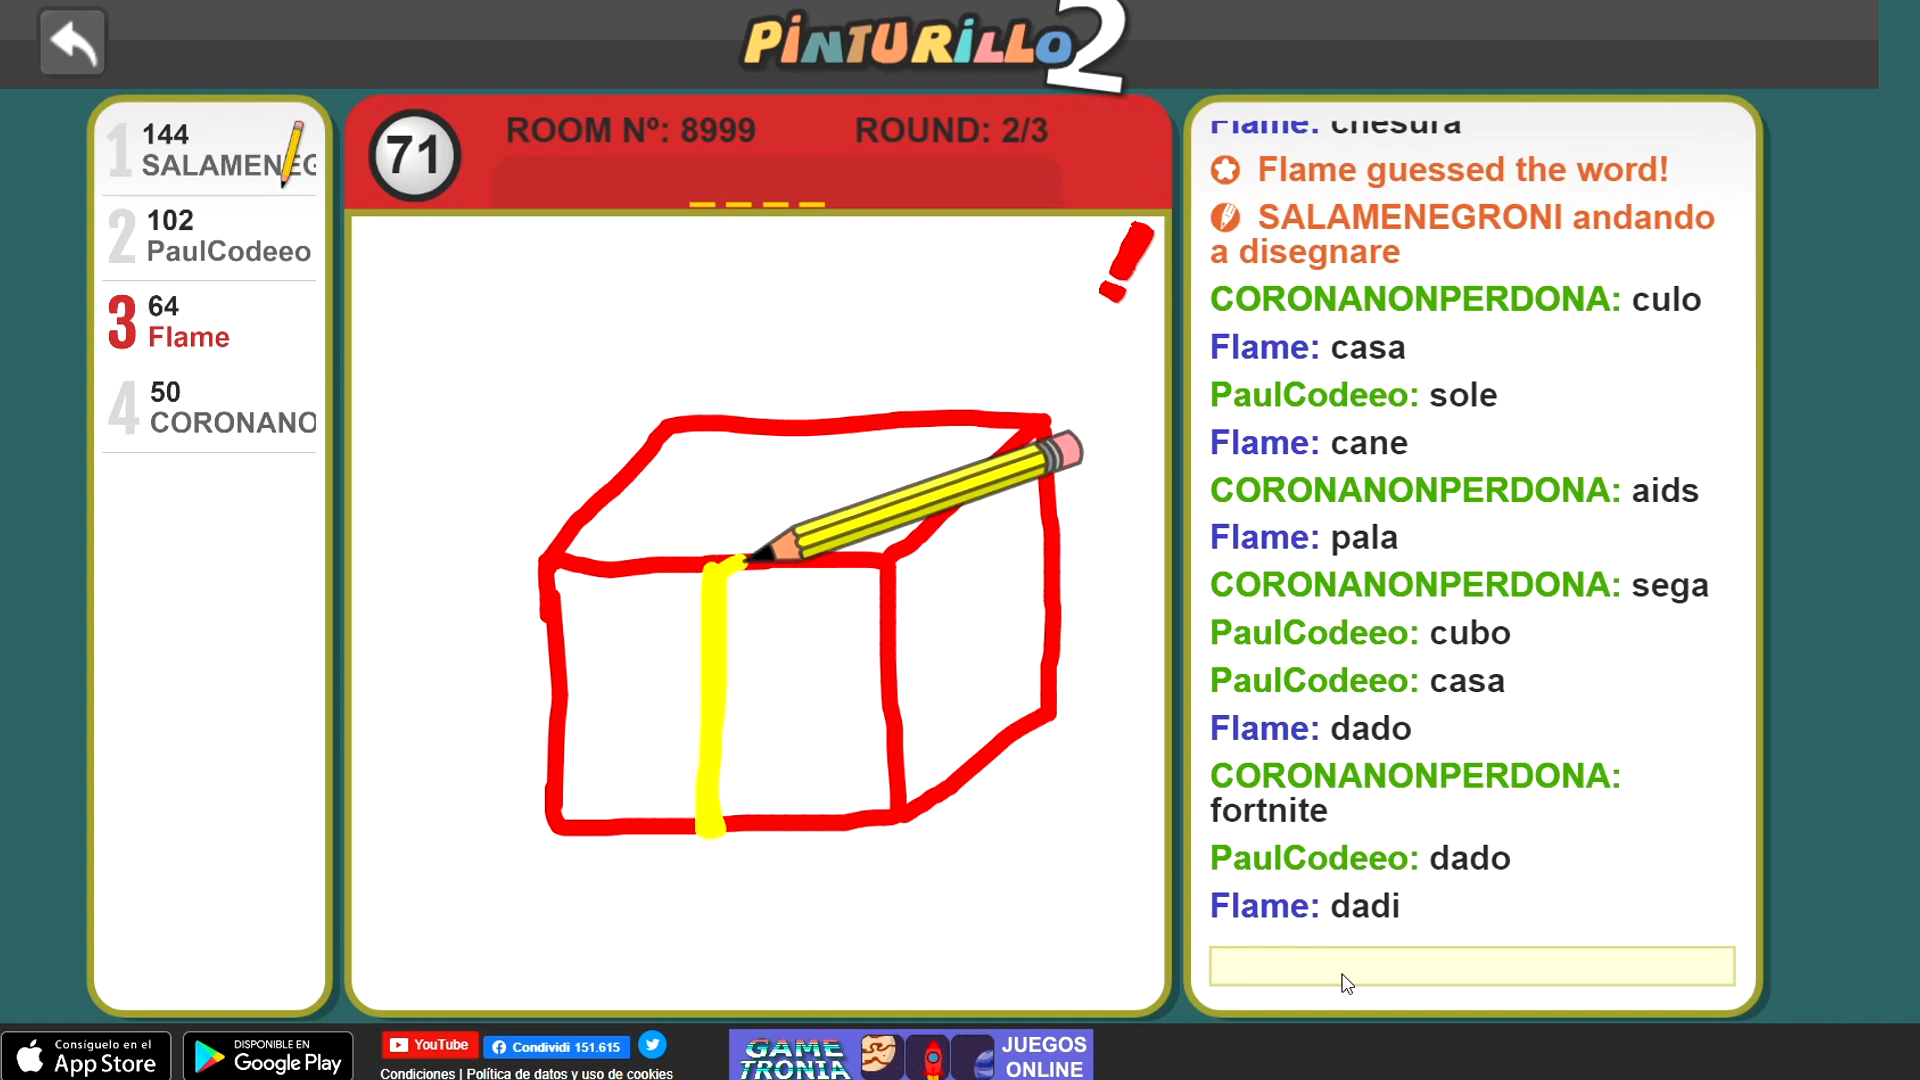 PiNTURiLLO2
1 144
SALAMENEG
2 102
PaulCodeeo
3 64
Flame
4 50
CORONANO
71
ROOM Nº: 8999
ROUND: 2/3
_ _ _ _
Flame: chesura
Flame guessed the word!
SALAMENEGRONI andando
a disegnare
CORONANONPERDONA: culo
Flame: casa
PaulCodeeo: sole
Flame: cane
CORONANONPERDONA: aids
Flame: pala
CORONANONPERDONA: sega
PaulCodeeo: cubo
PaulCodeeo: casa
Flame: dado
CORONANONPERDONA:
fortnite
PaulCodeeo: dado
Flame: dadi
Consíguelo en el
App Store
DISPONIBLE EN
Google Play
YouTube
Condividi 151.615
Condiciones | Política de datos y uso de cookies
GAME
TRONIA
JUEGOS
ONLINE